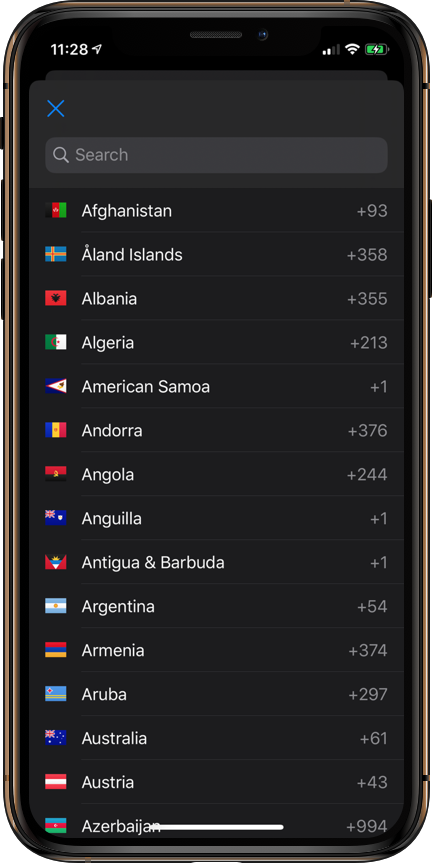 11:28
Search
Afghanistan +93
Åland Islands +358
Albania +355
Algeria +213
American Samoa +1
Andorra +376
Angola +244
Anguilla +1
Antigua & Barbuda +1
Argentina +54
Armenia +374
Aruba +297
Australia +61
Austria +43
Azerbaijan +994